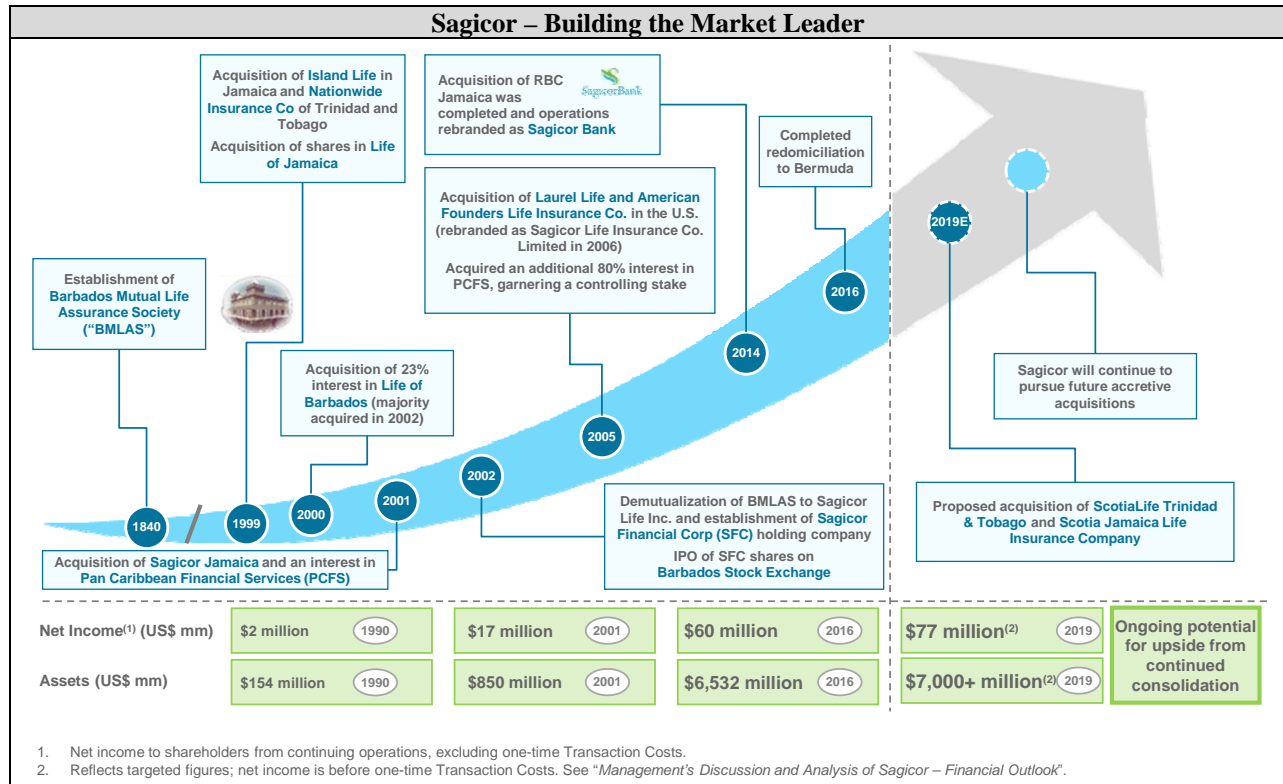 Sagicor – Building the Market Leader
Acquisition of Island Life in
Jamaica and Nationwide
Insurance Co of Trinidad and
Tobago
Acquisition of shares in Life
of Jamaica
Acquisition of RBC
Jamaica was
completed and operations
rebranded as Sagicor Bank
SagicorBank
Completed
redomiciliation
to Bermuda
Acquisition of Laurel Life and American
Founders Life Insurance Co. in the U.S.
(rebranded as Sagicor Life Insurance Co.
Limited in 2006)
Acquired an additional 80% interest in
PCFS, garnering a controlling stake
Establishment of
Barbados Mutual Life
Assurance Society
(“BMLAS”)
Acquisition of 23%
interest in Life of
Barbados (majority
acquired in 2002)
2019E
2016
2014
2005
2002
2001
2000
1999
1840
Sagicor will continue to
pursue future accretive
acquisitions
Acquisition of Sagicor Jamaica and an interest in
Pan Caribbean Financial Services (PCFS)
Demutualization of BMLAS to Sagicor
Life Inc. and establishment of Sagicor
Financial Corp (SFC) holding company
IPO of SFC shares on
Barbados Stock Exchange
Proposed acquisition of ScotiaLife Trinidad
& Tobago and Scotia Jamaica Life
Insurance Company
Net Income(1) (US$ mm) $2 million 1990 $17 million 2001 $60 million 2016 $77 million(2) 2019
Assets (US$ mm) $154 million 1990 $850 million 2001 $6,532 million 2016 $7,000+ million(2) 2019
Ongoing potential
for upside from
continued
consolidation
1. Net income to shareholders from continuing operations, excluding one-time Transaction Costs.
2. Reflects targeted figures; net income is before one-time Transaction Costs. See “Management’s Discussion and Analysis of Sagicor – Financial Outlook”.